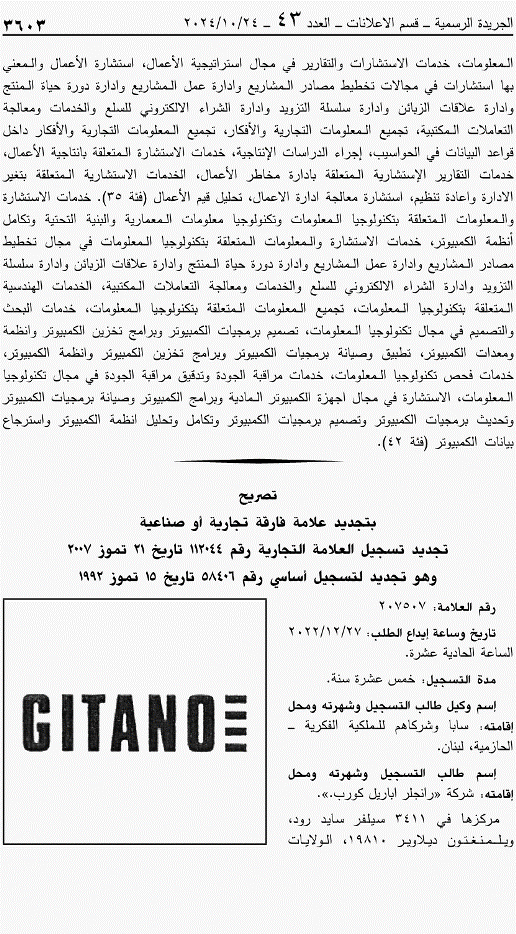 الجريدة الرسمية ــ قسم الاعلانات ــ العدد ٤٣ ــ ٢٠٢٤/١٠/٢٤
٣٦٠٣
المعلومات، خدمات الاستشارات والتقارير في مجال استراتيجية الأعمال، استشارة الأعمال والمعني
بها استشارات في مجالات تخطيط مصادر المشاريع وادارة عمل المشاريع وادارة دورة حياة المنتج
وادارة علاقات الزبائن وادارة سلسلة التزويد وادارة الشراء الالكتروني للسلع والخدمات ومعالجة
التعاملات المكتبية، تجميع المعلومات التجارية والأفكار، تجميع المعلومات التجارية والأفكار داخل
قواعد البيانات في الحواسيب، إجراء الدراسات الإنتاجية، خدمات الاستشارة المتعلقة بانتاجية الأعمال،
خدمات التقارير الإستشارية المتعلقة بادارة مخاطر الأعمال، الخدمات الاستشارية المتعلقة بتغير
الادارة واعادة تنظيم، استشارة معالجة ادارة الاعمال، تحليل قيم الأعمال (فئة ٣٥). خدمات الاستشارة
والمعلومات المتعلقة بتكنولوجيا المعلومات وتكنولوجيا معلومات المعمارية والبنية التحتية وتكامل
أنظمة الكمبيوتر، خدمات الاستشارة والمعلومات المتعلقة بتكنولوجيا المعلومات في مجال تخطيط
مصادر المشاريع وادارة عمل المشاريع وادارة دورة حياة المنتج وادارة علاقات الزبائن وادارة سلسلة
التزويد وادارة الشراء الالكتروني للسلع والخدمات ومعالجة التعاملات المكتبية، الخدمات الهندسية
المتعلقة بتكنولوجيا المعلومات، تجميع المعلومات المتعلقة بتكنولوجيا المعلومات، خدمات البحث
والتصميم في مجال تكنولوجيا المعلومات، تصميم برمجيات الكمبيوتر وبرامج تخزين الكمبيوتر وانظمة
ومعدات الكمبيوتر، تطبيق وصيانة برمجيات الكمبيوتر وبرامج تخزين الكمبيوتر وانظمة الكمبيوتر،
خدمات فحص تكنولوجيا المعلومات، خدمات مراقبة الجودة وتدقيق مراقبة الجودة في مجال تكنولوجيا
المعلومات، الاستشارة في مجال اجهزة الكمبيوتر المادية وبرامج الكمبيوتر وصيانة برمجيات الكمبيوتر
وتحديث برمجيات الكمبيوتر وتصميم برمجيات الكمبيوتر وتكامل وتحليل انظمة الكمبيوتر واسترجاع
بيانات الكمبيوتر (فئة ٤٢).
تصريح
بتجديد علامة فارقة تجارية أو صناعية
تجديد تسجيل العلامة التجارية رقم ١١٢٠٤٤ تاريخ ٢١ تموز ٢٠٠٧
وهو تجديد لتسجيل أساسي رقم ٥٨٤٠٦ تاريخ ١٥ تموز ١٩٩٢
رقم العلامة: ٢٠٧٥٠٧
تاريخ وساعة إيداع الطلب: ٢٠٢٢/١٢/٢٧
الساعة الحادية عشرة.
مدة التسجيل: خمس عشرة سنة.
إسم وكيل طالب التسجيل وشهرته ومحل
إقامته: سابا وشركاهم للملكية الفكرية ــ
الحازمية، لبنان.
إسم طالب التسجيل وشهرته ومحل
إقامته: شركة «رانجلر اباريل كورب.».
مركزها في ٣٤١١ سيلفر سايد رود،
ويلمنغتون ديلاوير ١٩٨١٠، الولايات
GITANO